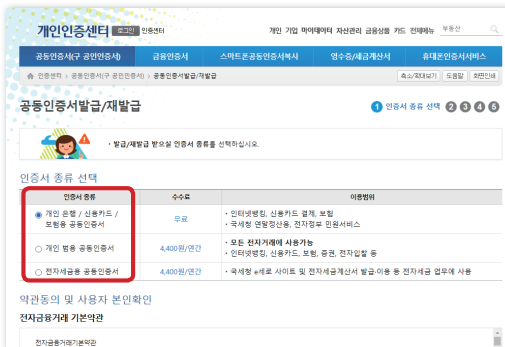 개인인증센터 로그인 인증센터
개인 기업 마이데이터 자산관리 금융상품 카드 전체메뉴 부동산
공동인증서(구 공인인증서) 금융인증서 스마트폰공동인증서복사 영수증/세금계산서 휴대폰인증서서비스
인증센터 > 공동인증서(구 공인인증서) > 공동인증서발급/재발급 축소/확대보기 도움말 화면인쇄
공동인증서발급/재발급 1 인증서 종류 선택 2 3 4 5
· 발급/재발급 받으실 인증서 종류를 선택하십시오.
인증서 종류 선택
인증서 종류 수수료 이용범위
개인 은행 / 신용카드 /
보험용 공동인증서
무료
· 인터넷뱅킹, 신용카드 결제, 보험
· 국세청 연말정산용, 전자정부 민원서비스
개인 범용 공동인증서
4,400원/연간
· 모든 전자거래에 사용가능
· 인터넷뱅킹, 신용카드, 보험, 증권, 전자입찰 등
전자세금용 공동인증서 4,400원/연간 · 국세청 e세로 사이트 및 전자세금계산서 발급·이용 등 전자세금 업무에 사용
약관동의 및 사용자 본인확인
전자금융거래 기본약관
전자금융거래기본약관